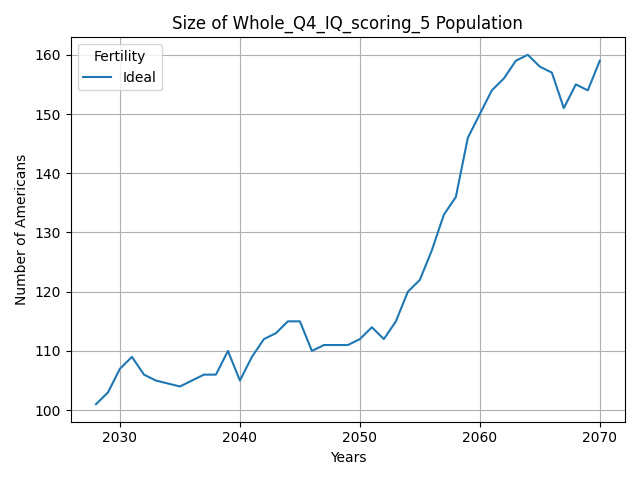 Size of Whole_Q4_IQ_scoring_5 Population
Fertility
Ideal
160
150
140
130
120
110
100
Number of Americans
2030 2040 2050 2060 2070
Years